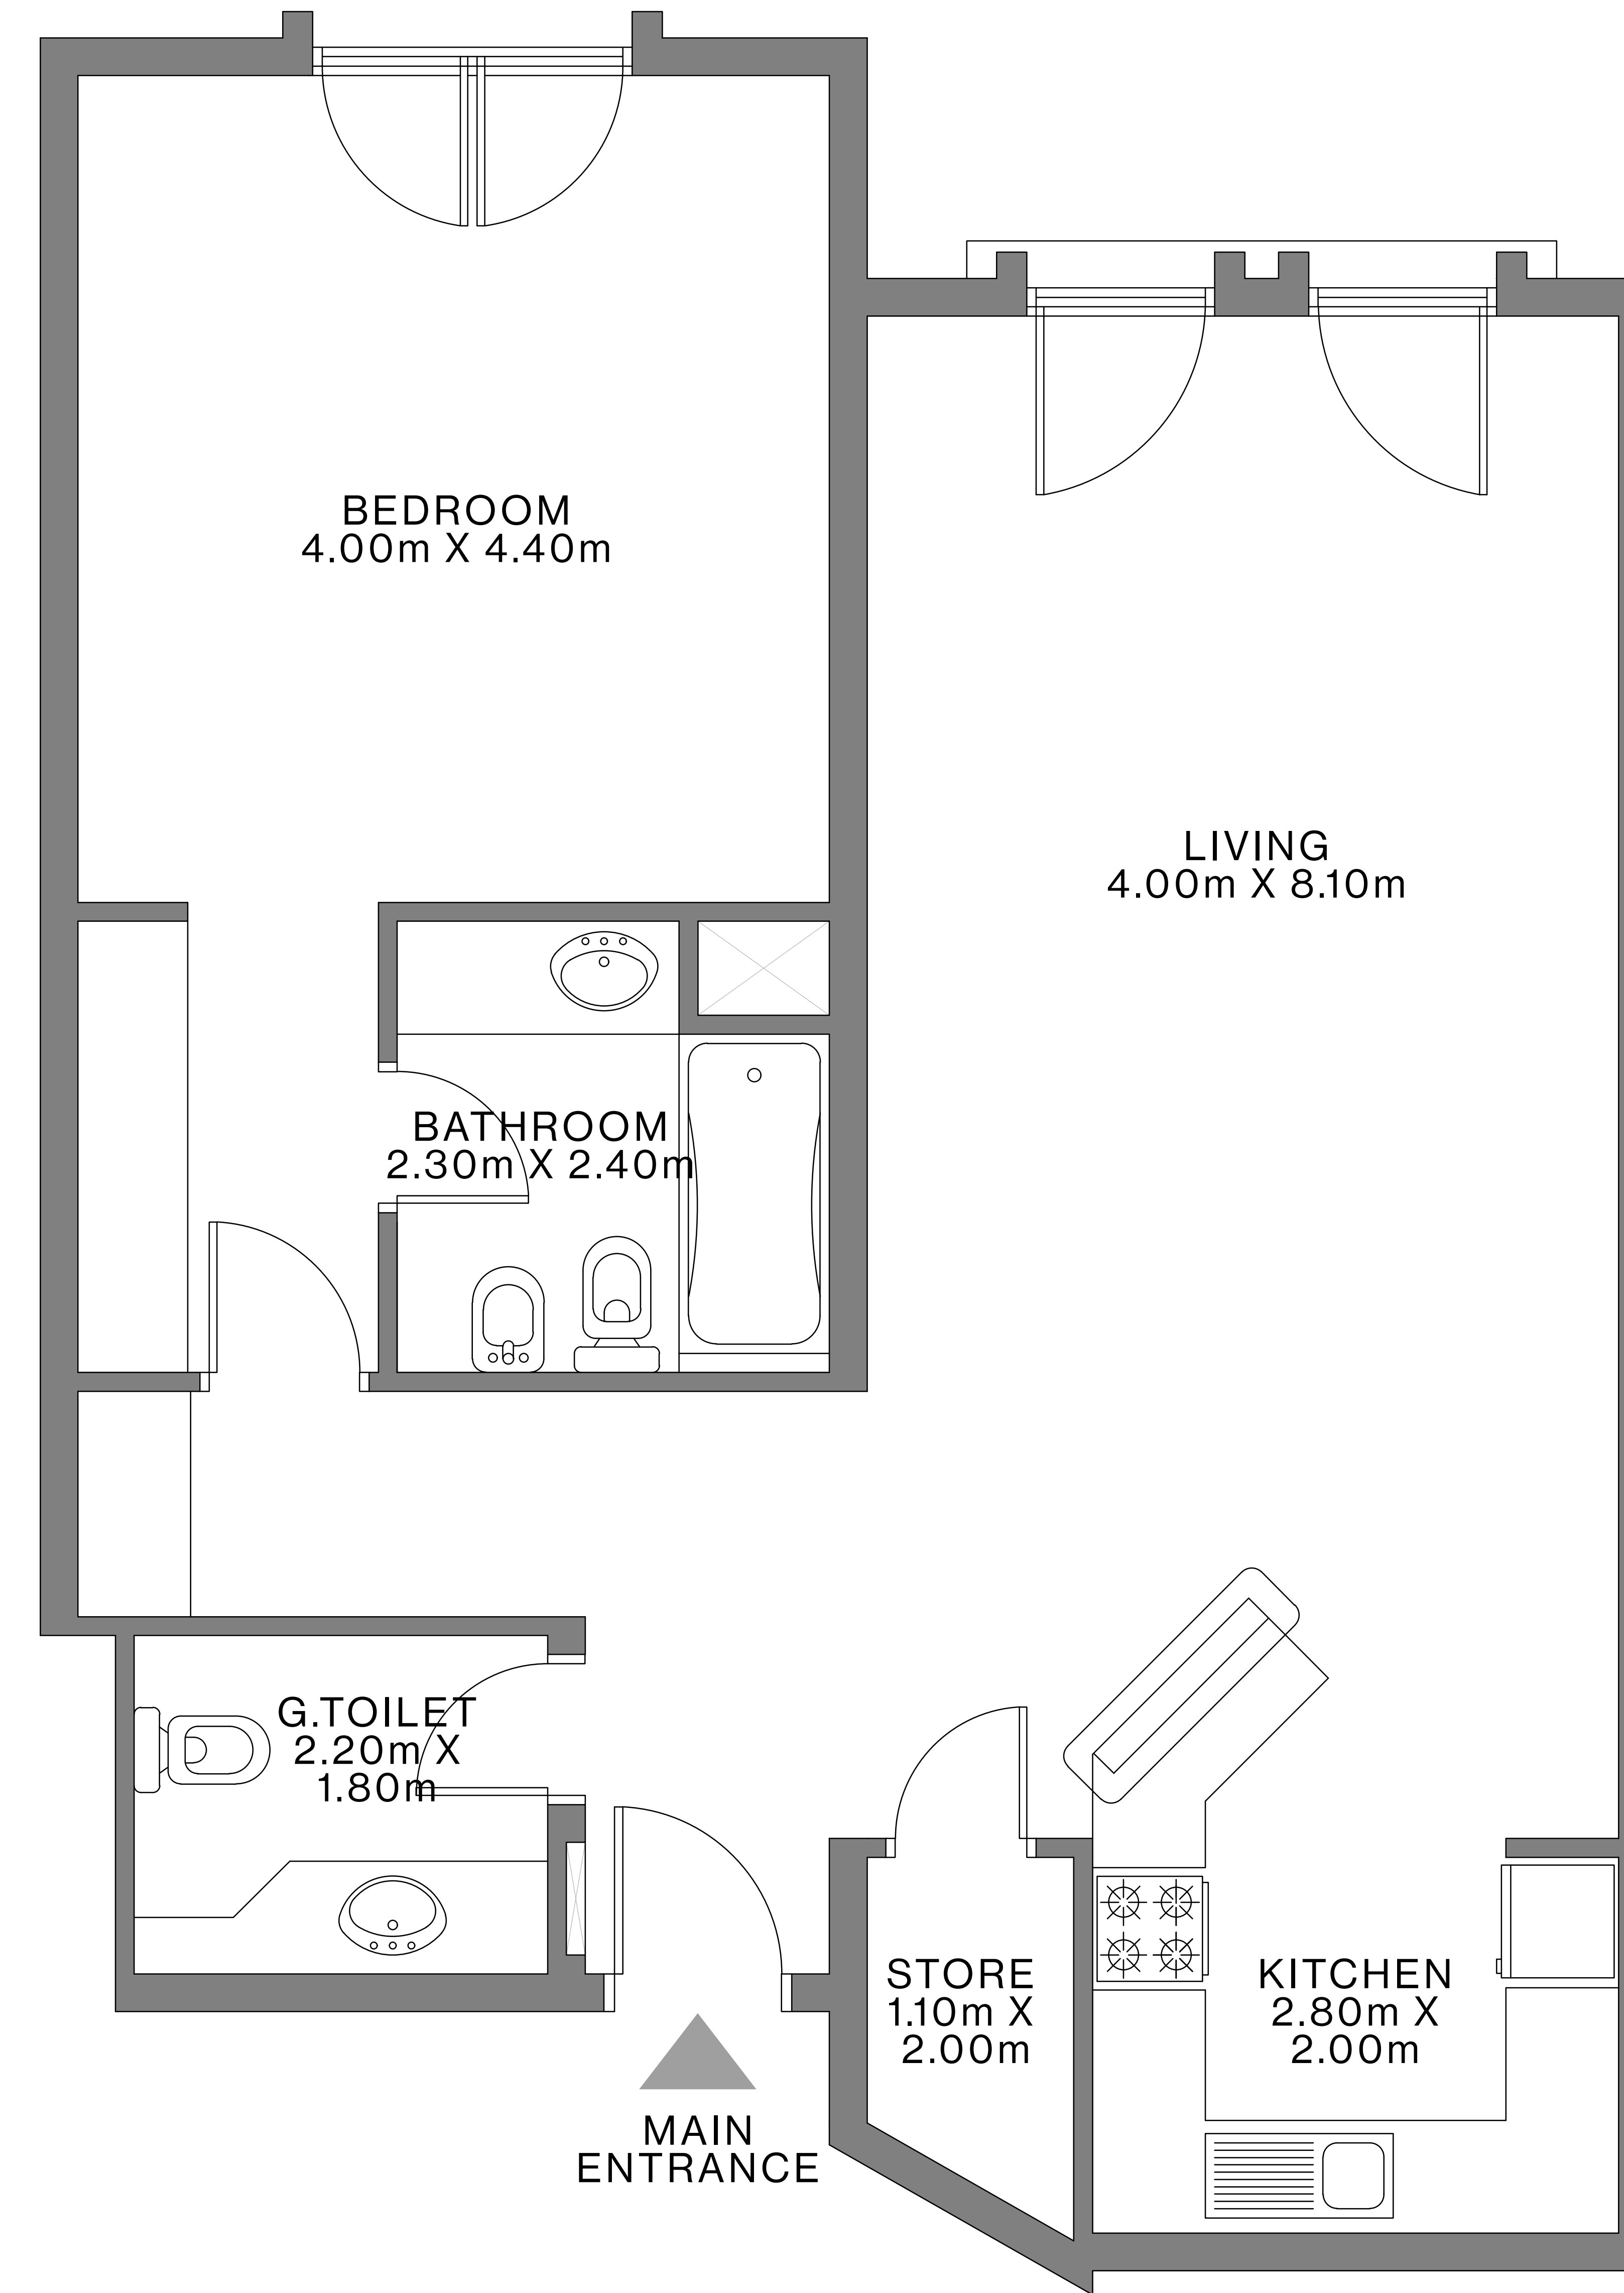 BEDROOM
4.00m X 4.40m
LIVING
4.00m X 8.10m
BATHROOM
2.30m X 2.40m
G.TOILET
2.20m X
1.80m
STORE
1.10m X
2.00m
KITCHEN
2.80m X
2.00m
MAIN
ENTRANCE